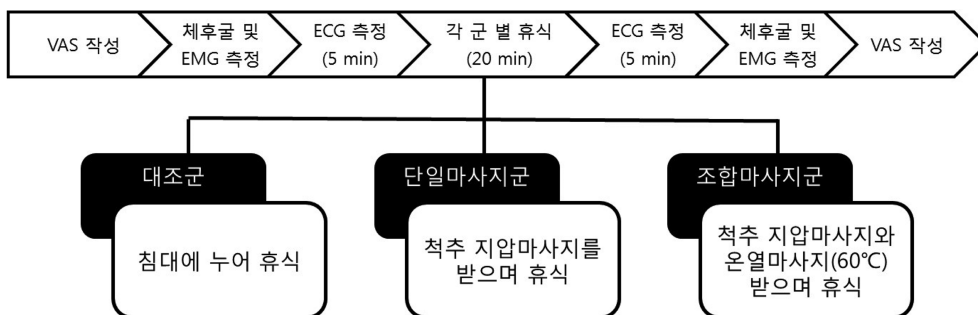 VAS 작성
체후굴 및
EMG 측정
ECG 측정
(5 min)
각 군 별 휴식
(20 min)
ECG 측정
(5 min)
체후굴 및
EMG 측정
VAS 작성
대조군
침대에 누어 휴식
단일마사지군
척추 지압마사지를
받으며 휴식
조합마사지군
척추 지압마사지와
온열마사지(60℃)
받으며 휴식